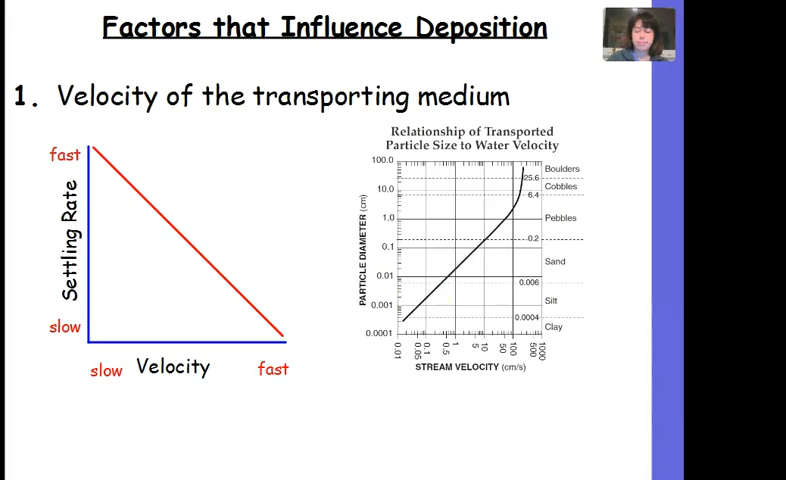 Factors that Influence Deposition
1. Velocity of the transporting medium
fast
Settling Rate
slow
slow Velocity fast
Relationship of Transported
Particle Size to Water Velocity
PARTICLE DIAMETER (cm)
100.0
10.0
1.0
0.1
0.01
0.001
0.0001
Boulders
25.6
Cobbles
6.4
Pebbles
0.2
Sand
0.006
Silt
0.0004
Clay
0.01 0.05 0.1 0.5 1 5 10 50 100 500 1000
STREAM VELOCITY (cm/s)